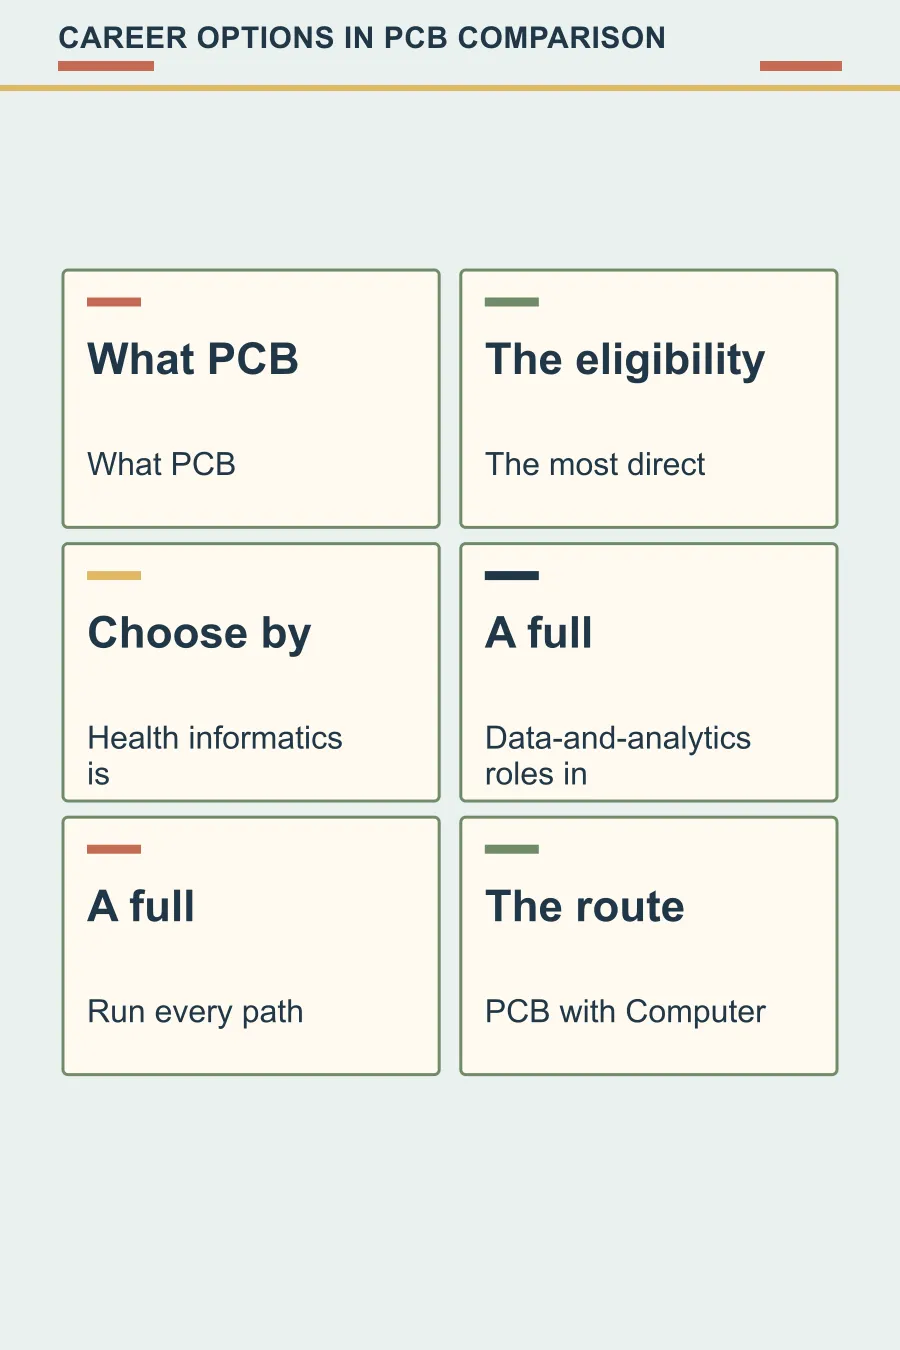 CAREER OPTIONS IN PCB COMPARISON
What PCB
What PCB
The eligibility
The most direct
Choose by
Health informatics
is
A full
Data-and-analytics
roles in
A full
Run every path
The route
PCB with Computer